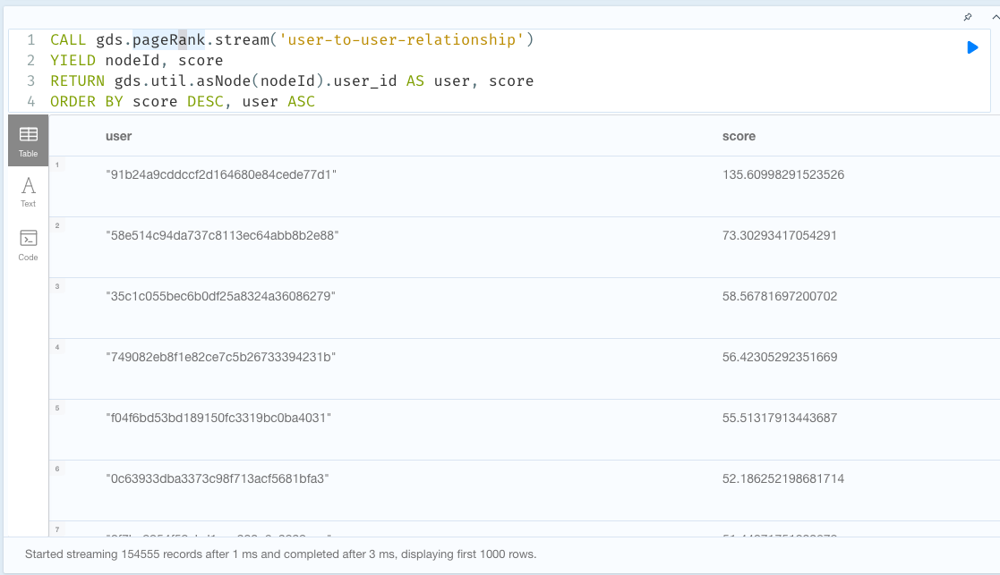 1 CALL gds.pageRank.stream('user-to-user-relationship')
2 YIELD nodeId, score
3 RETURN gds.util.asNode(nodeId).user_id AS user, score
4 ORDER BY score DESC, user ASC
Table
user score
1 "91b24a9cddccf2d164680e84cede77d1" 135.60998291523526
Text
2 "58e514c94da737c8113ec64abb8b2e88" 73.30293417054291
Code
3 "35c1c055bec6b0df25a8324a36086279" 58.56781697200702
4 "749082eb8f1e82ce7c5b26733394231b" 56.42305292351669
5 "f04f6bd53bd189150fc3319bc0ba4031" 55.51317913443687
6 "0c63933dba3373c98f713acf5681bfa3" 52.186252198681714
7
Started streaming 154555 records after 1 ms and completed after 3 ms, displaying first 1000 rows.